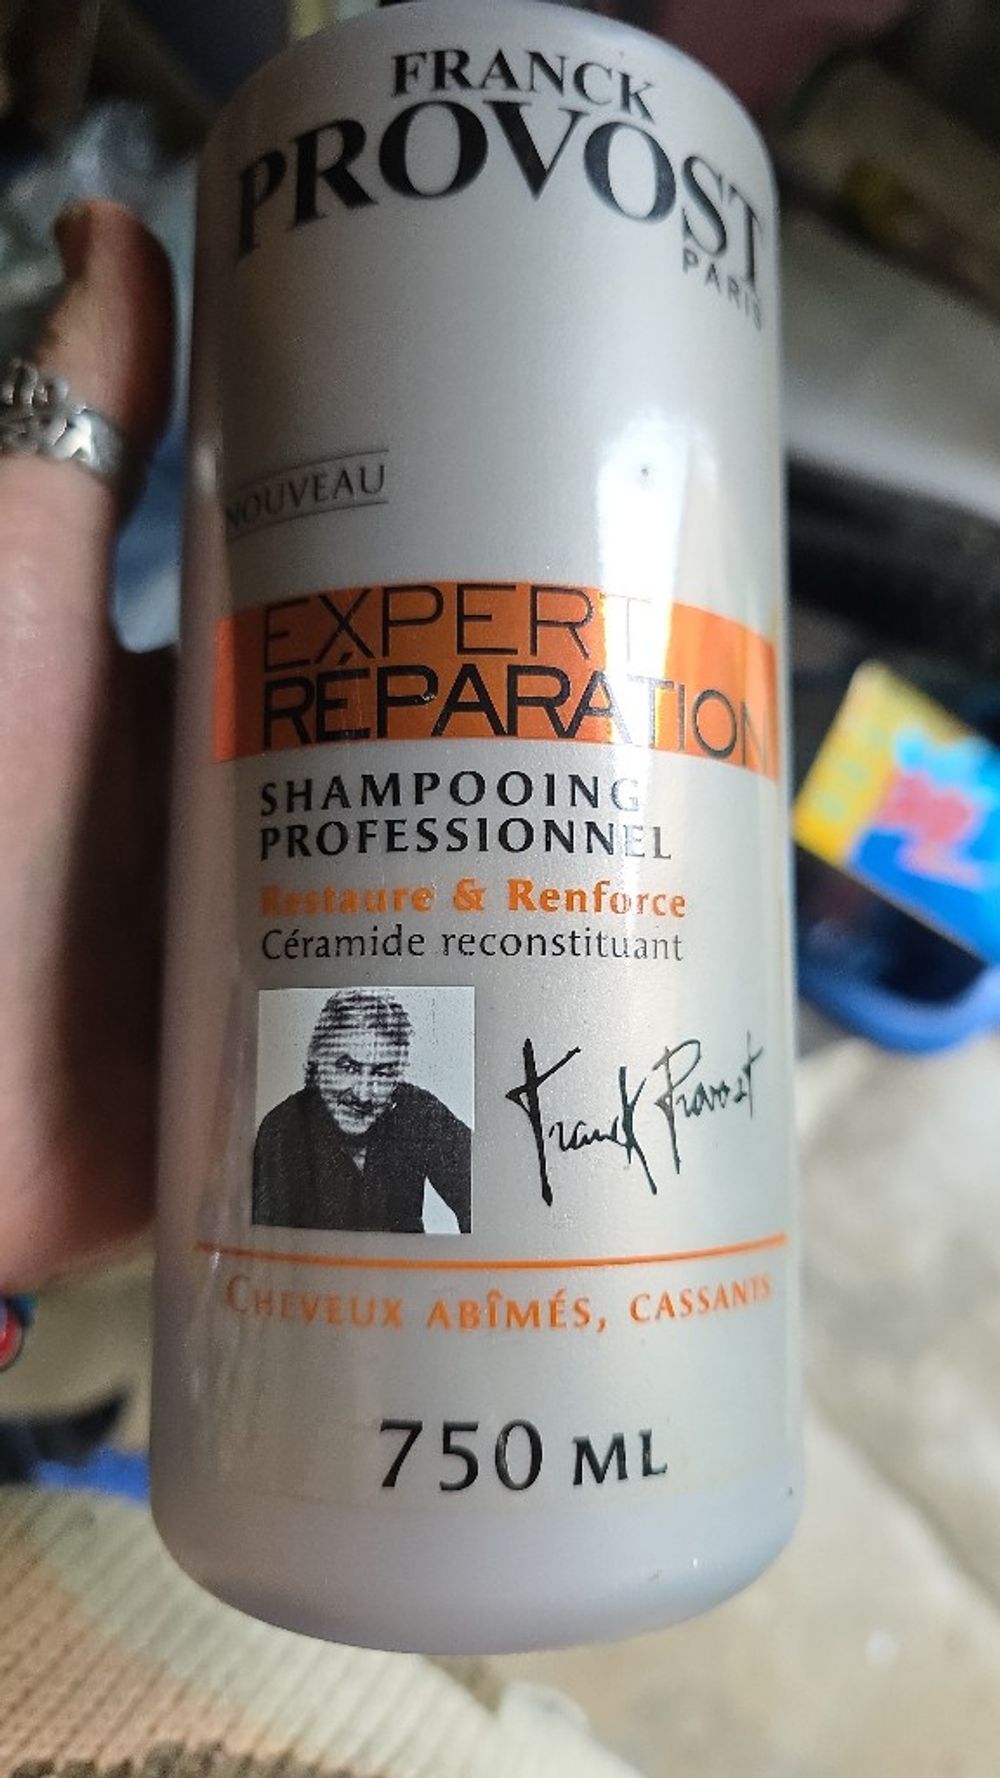 FRANCK
PROVOST
PARIS
NOUVEAU
EXPERT
RÉPARATION
SHAMPOOING
PROFESSIONNEL
Restaure & Renforce
Céramide reconstituant
Franck Provost
CHEVEUX ABÎMÉS, CASSANTS
750 ML